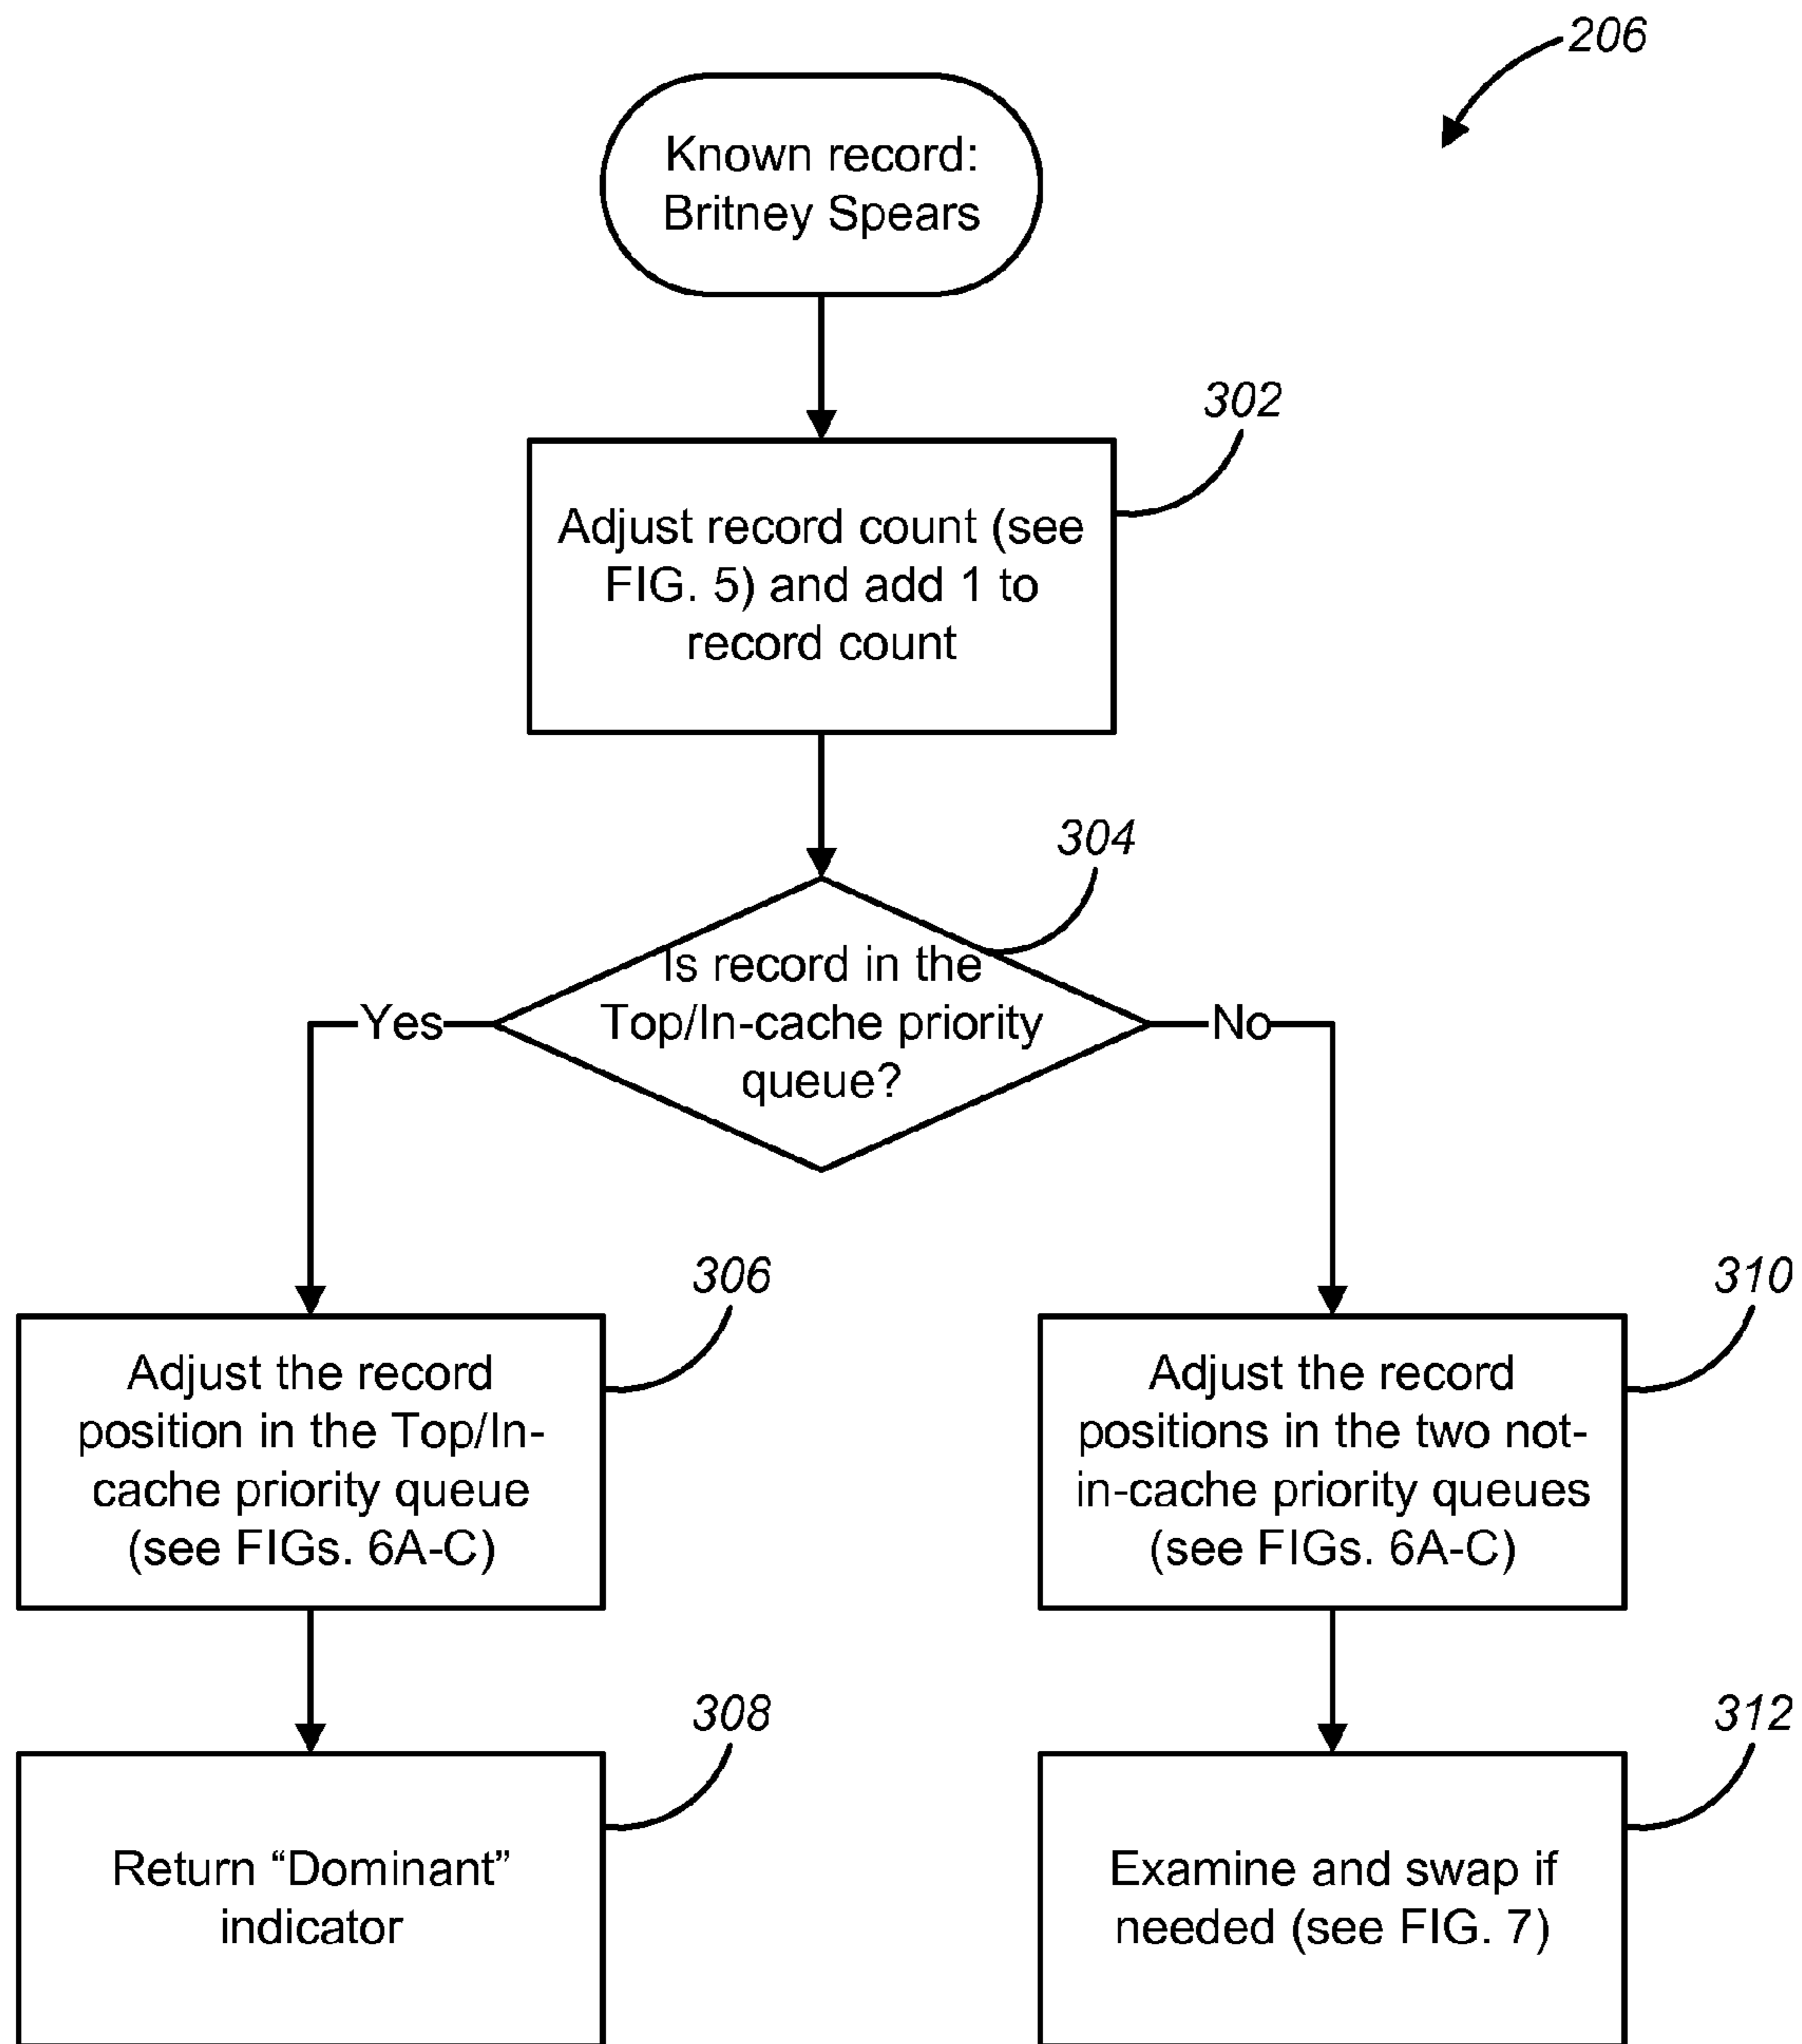 206
Known record:
Britney Spears
302
Adjust record count (see
FIG. 5) and add 1 to
record count
304
Is record in the
Top/In-cache priority
queue?
Yes
No
306
Adjust the record
position in the Top/In-
cache priority queue
(see FIGs. 6A-C)
310
Adjust the record
positions in the two not-
in-cache priority queues
(see FIGs. 6A-C)
308
Return “Dominant”
indicator
312
Examine and swap if
needed (see FIG. 7)